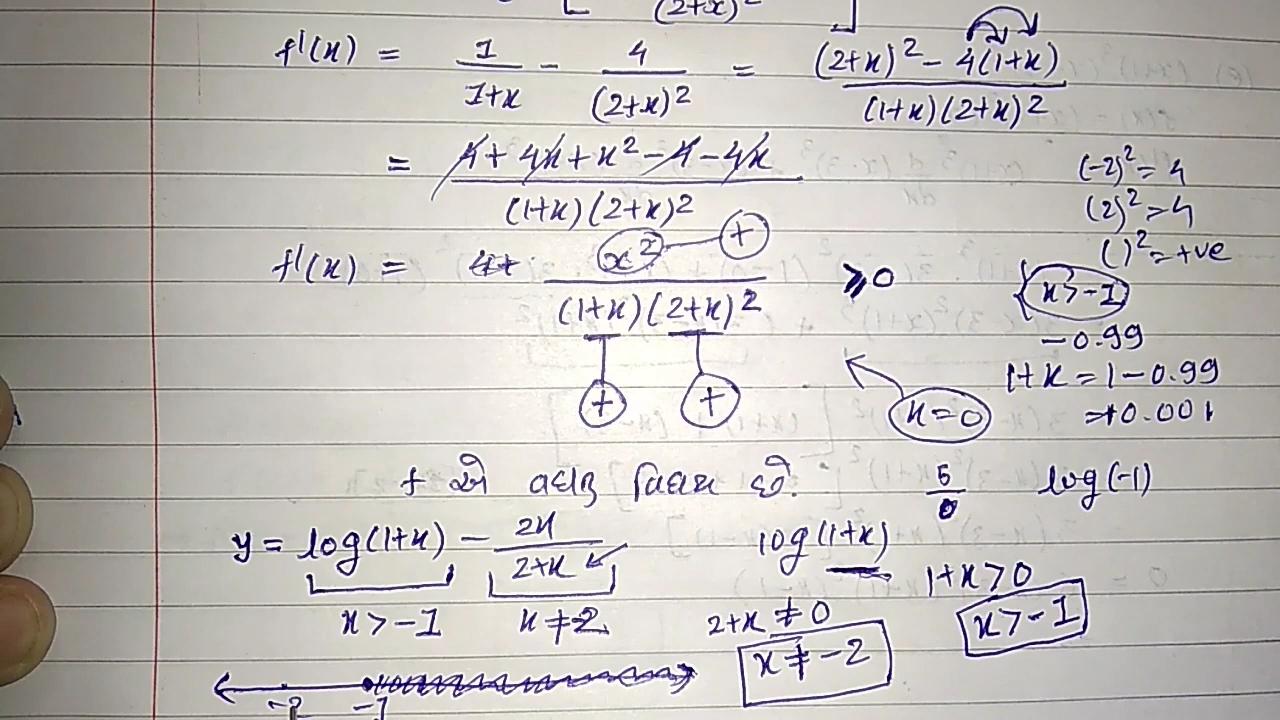 (2+x)²
f'(x) = 1/(1+x) - 4/(2+x)² = ((2+x)² - 4(1+x))/((1+x)(2+x)²)
= (4 + 4x + x² - 4 - 4x)/((1+x)(2+x)²)
(-2)² = 4
(2)² = 4
( )² = +ve
f'(x) = x²/((1+x)(2+x)²) ≥ 0
+
{ x > -1
-0.99
1+x = 1-0.99
= +0.001
+ +
x = 0
f એ વધતું વિધેય છે.
5/0 log(-1)
y = log(1+x) - 2x/(2+x)
log(1+x)
1+x > 0
x > -1 x ≠ -2
2+x ≠ 0
x > -1
x ≠ -2
-2 -1